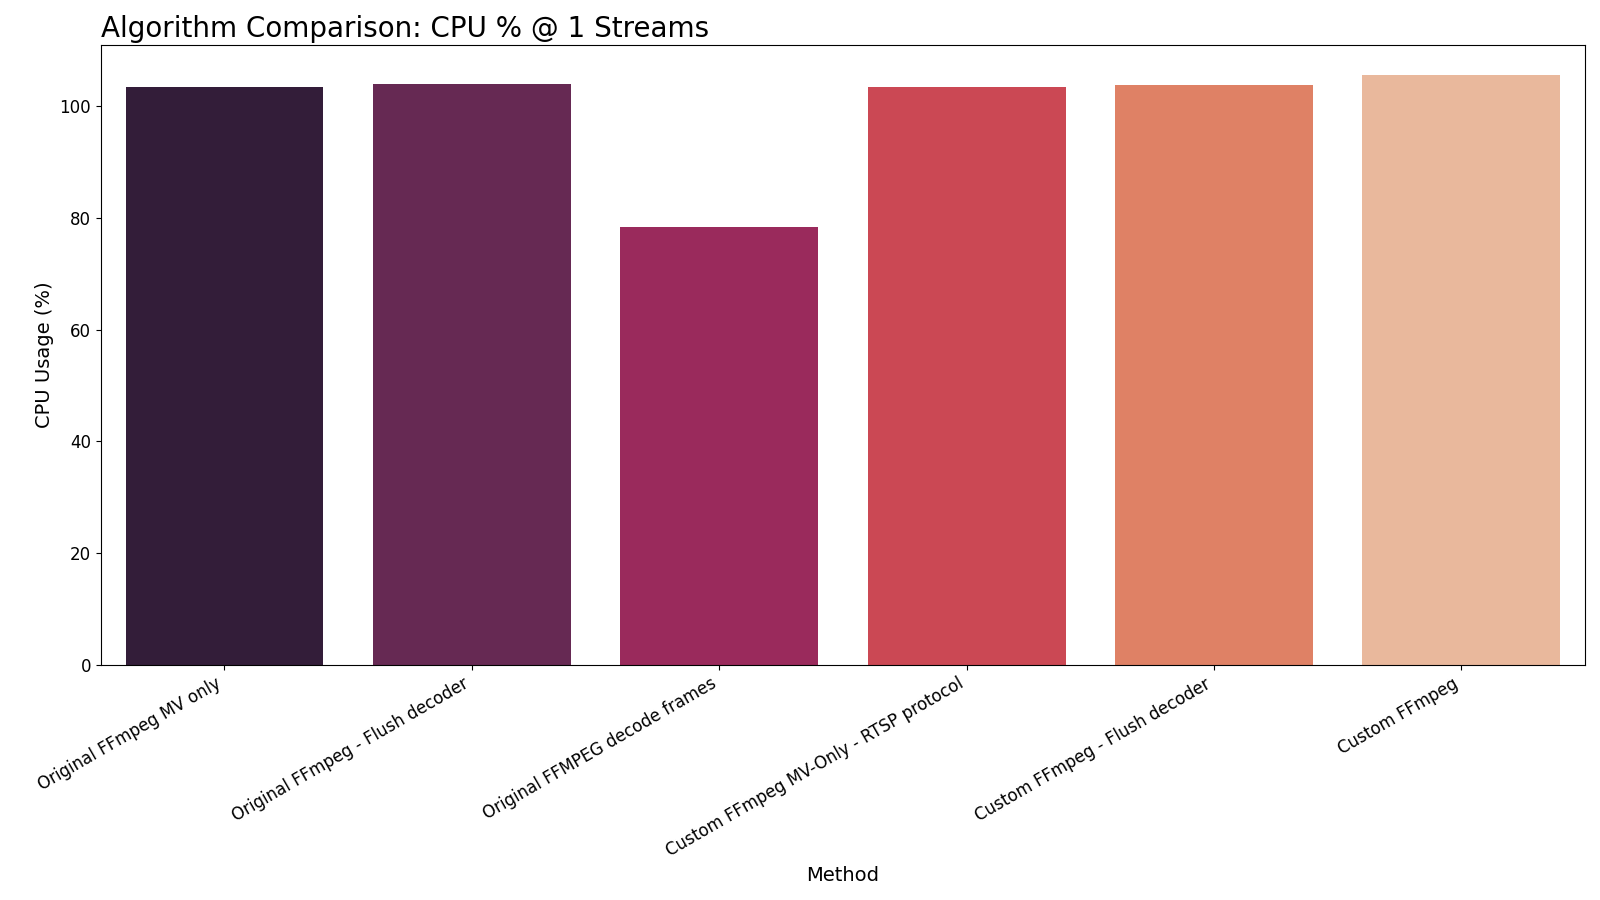 Algorithm Comparison: CPU % @ 1 Streams
CPU Usage (%)
100
80
60
40
20
0
Original FFmpeg MV only
Original FFmpeg - Flush decoder
Original FFMPEG decode frames
Custom FFmpeg MV-Only - RTSP protocol
Custom FFmpeg - Flush decoder
Custom FFmpeg
Method